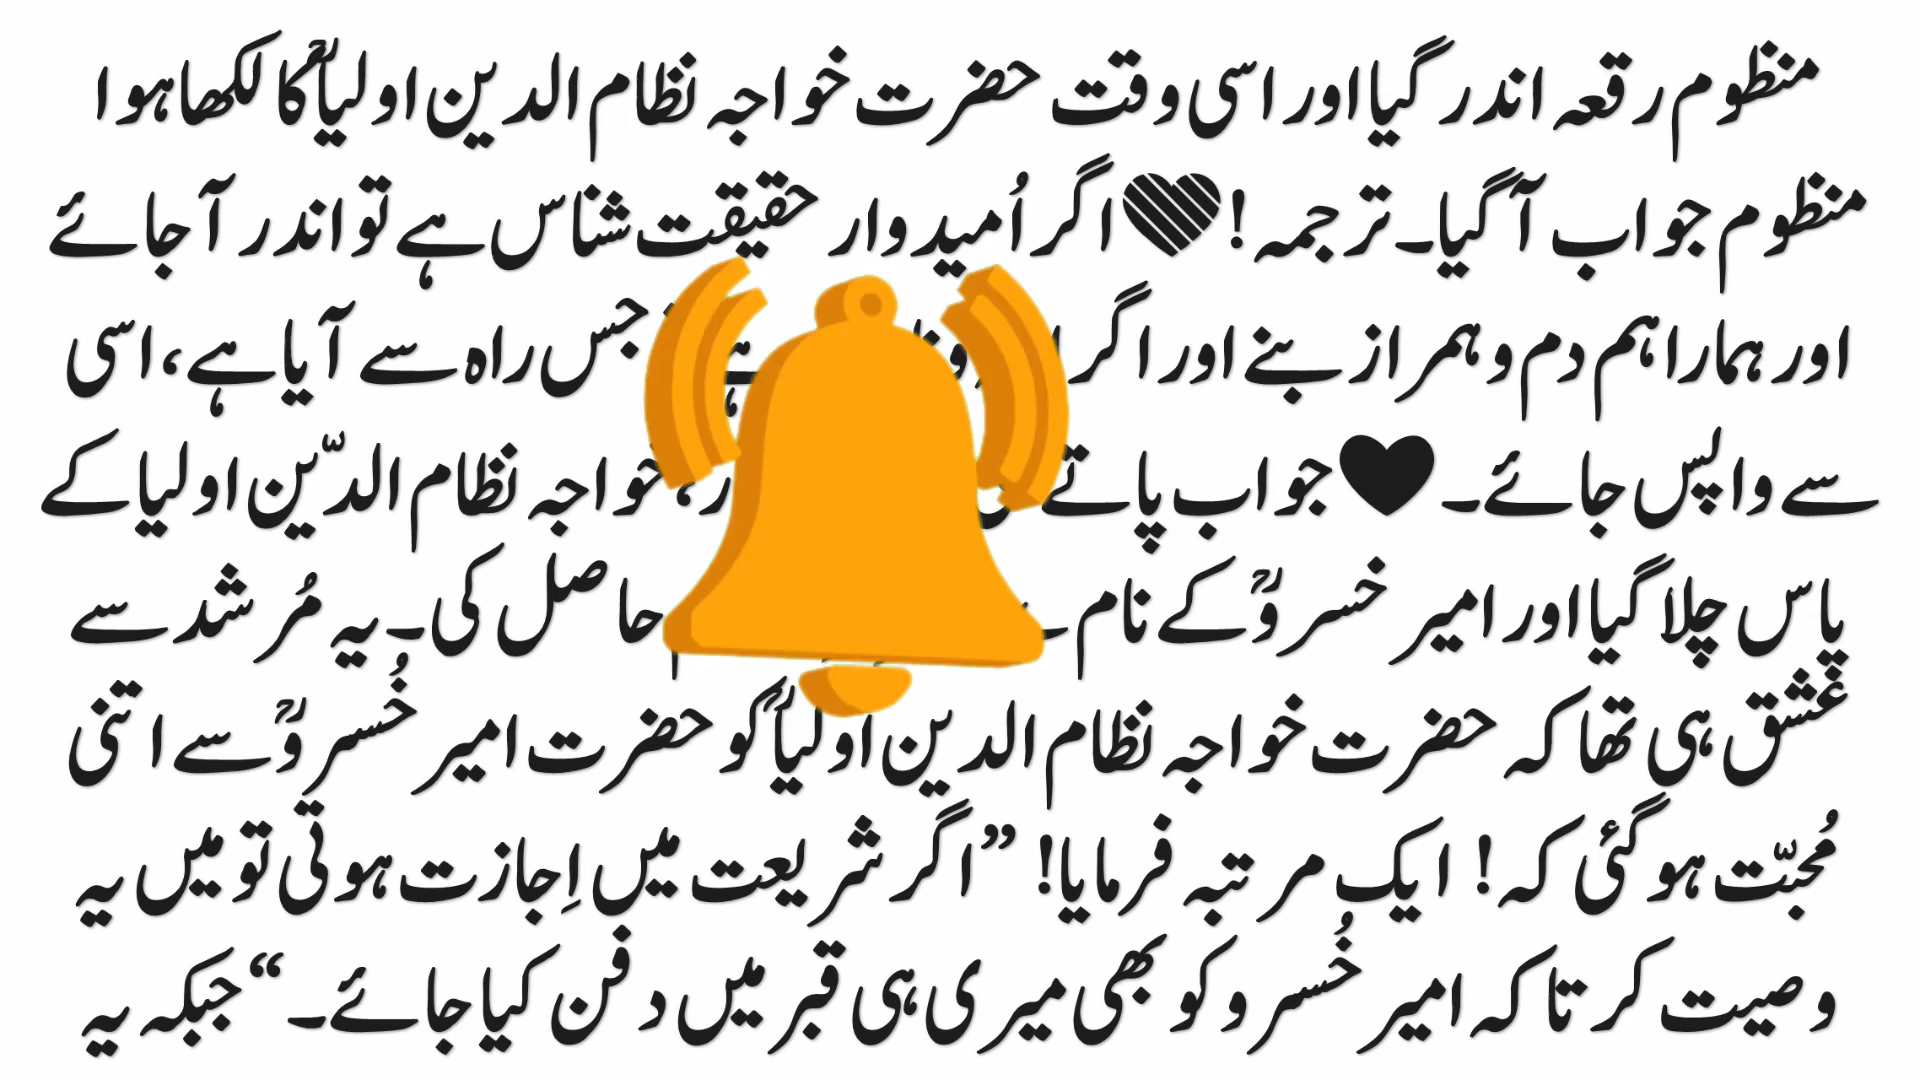 منظوم رقعہ اندر گیا اور اسی وقت حضرت خواجہ نظام الدین اولیاؒ کا لکھا ہوا
منظوم جواب آ گیا۔ ترجمہ! اگر اُمیدوار حقیقت شناس ہے تو اندر آ جائے
اور ہمارا ہم دم و ہمراز بنے اور اگر جس راہ سے آیا ہے، اسی
سے واپس جائے۔ جواب پاتے خواجہ نظام الدّین اولیا کے
پاس چلا گیا اور امیر خسروؒ کے نام۔ حاصل کی۔ یہ مُرشد سے
عشق ہی تھا کہ حضرت خواجہ نظام الدین اولیاؒ کو حضرت امیر خُسروؒ سے اتنی
مُحبّت ہو گئی کہ! ایک مرتبہ فرمایا! ”اگر شریعت میں اِجازت ہوتی تو میں یہ
وصیت کرتا کہ امیر خُسرو کو بھی میری ہی قبر میں دفن کیا جائے۔“ جبکہ یہ